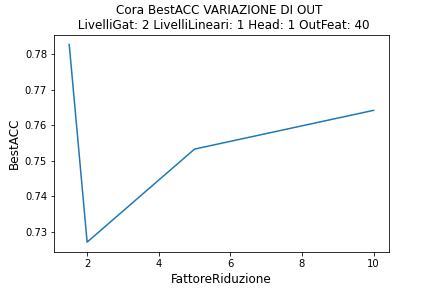 Cora BestACC VARIAZIONE DI OUT
LivelliGat: 2 LivelliLineari: 1 Head: 1 OutFeat: 40
0.78
0.77
0.76
0.75
0.74
0.73
BestACC
2
4
6
8
10
FattoreRiduzione